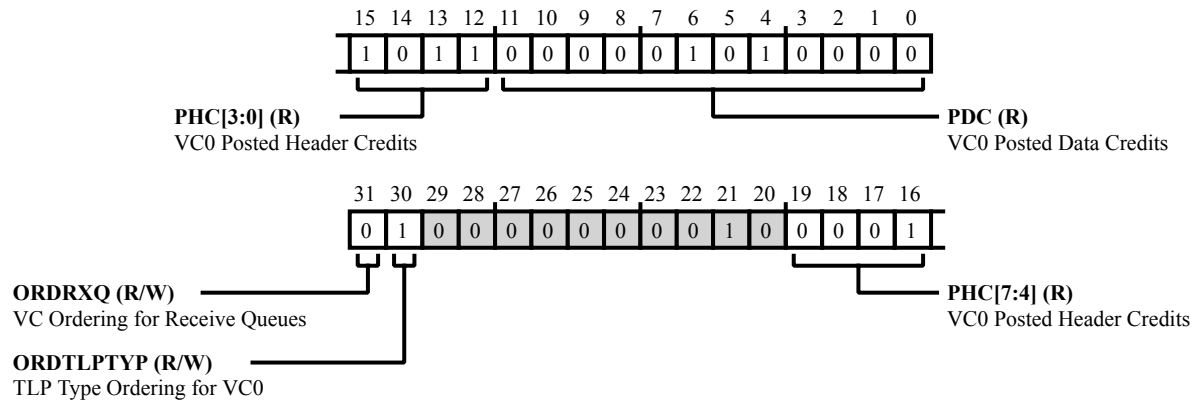 15 14 13 12 11 10 9 8 7 6 5 4 3 2 1 0
1 0 1 1 0 0 0 0 0 1 0 1 0 0 0 0
PHC[3:0] (R)
VC0 Posted Header Credits
PDC (R)
VC0 Posted Data Credits
31 30 29 28 27 26 25 24 23 22 21 20 19 18 17 16
0 1 0 0 0 0 0 0 0 0 1 0 0 0 0 1
ORDRXQ (R/W)
VC Ordering for Receive Queues
PHC[7:4] (R)
VC0 Posted Header Credits
ORDTLPTYP (R/W)
TLP Type Ordering for VC0